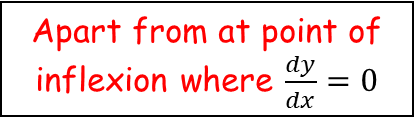 Apart from at point of
inflexion where dy/dx = 0